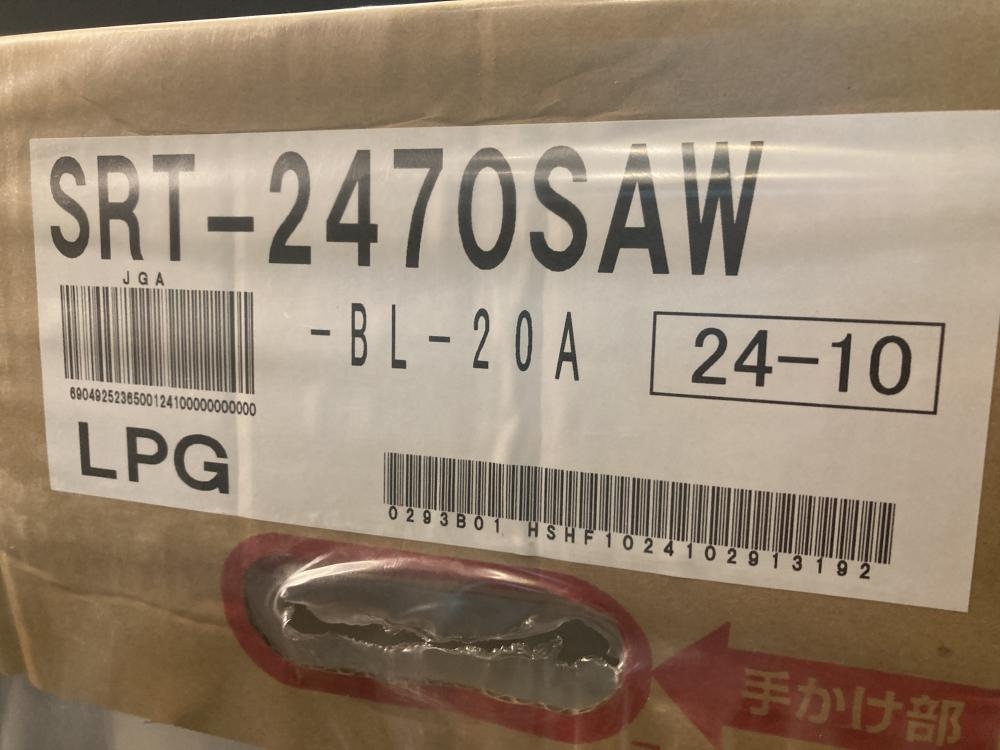 SRT-2470SAW
JGA
-BL-20A
24-10
6904925236500124100000000000
LPG
0293B01 HSHF1024102913192
手かけ部